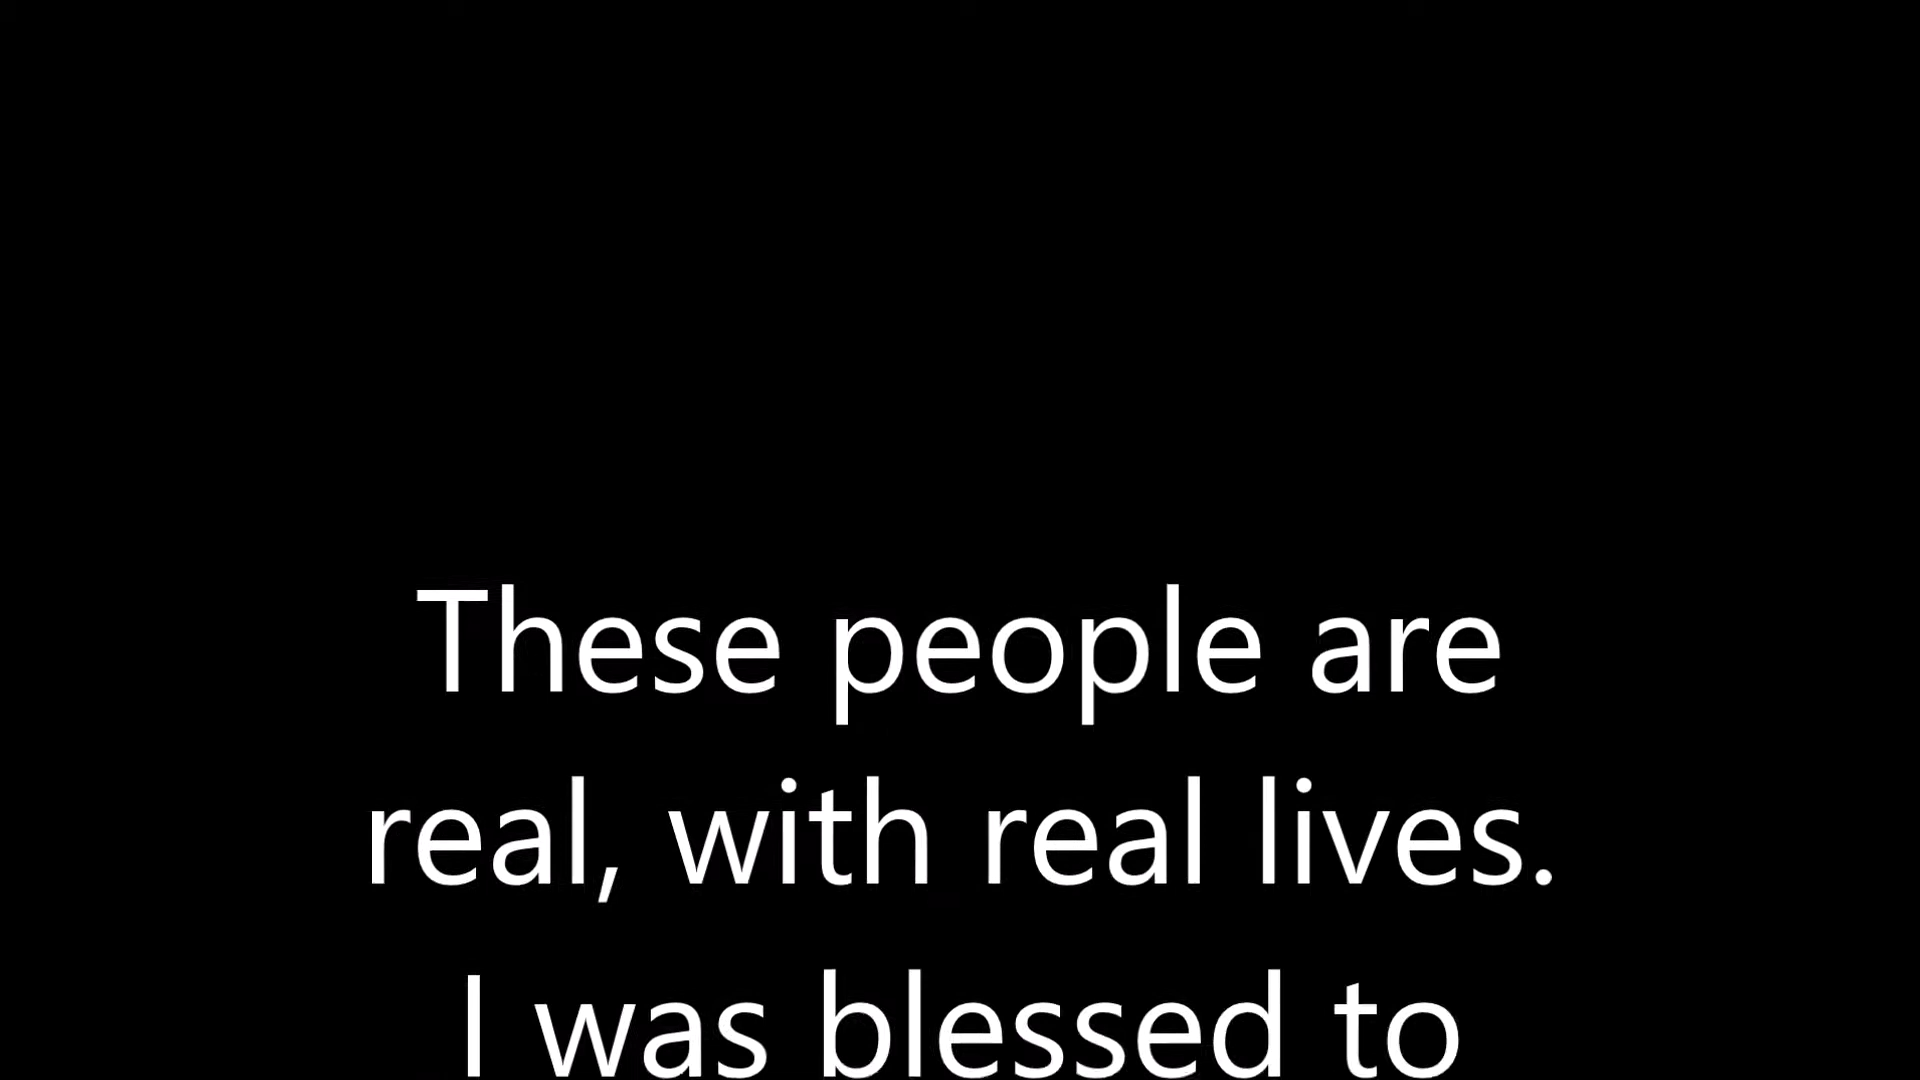 These people are
real, with real lives.
I was blessed to